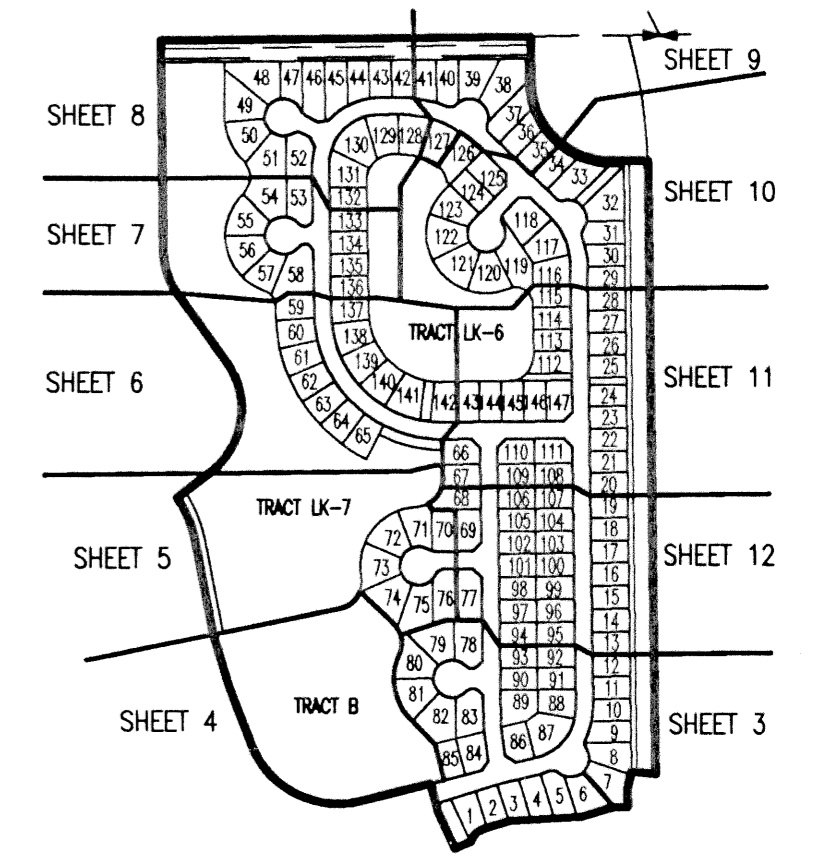 SHEET 9
48 47 46 45 44 43 42 41 40 39 38
SHEET 8
49 37
50 130 129 128 127 36
51 52 126 35 34
131 125 33
54 53 132 124 SHEET 10
55 133 123 118 32
SHEET 7
56 134 122 117 31
57 58 135 121 120 119 30
136 116 29
59 137 115 28
60 138 TRACT LK-6 114 27
61 139 113 26
SHEET 6
62 140 112 25
SHEET 11
63 141 142 43 144 145 146 147 24
64 23
65 66 110 111 22
67 109 108 21
68 106 107 20
TRACT LK-7
71 70 69 105 104 19
72 102 103 18
SHEET 5
73 101 100 17
SHEET 12
98 99 16
74 75 76 77 97 96 15
94 95 14
79 78 93 92 13
80 12
81 90 91 11
TRACT B
82 83 89 88 10
SHEET 4
SHEET 3
86 87 9
85 84 8
1 2 3 4 5 6 7